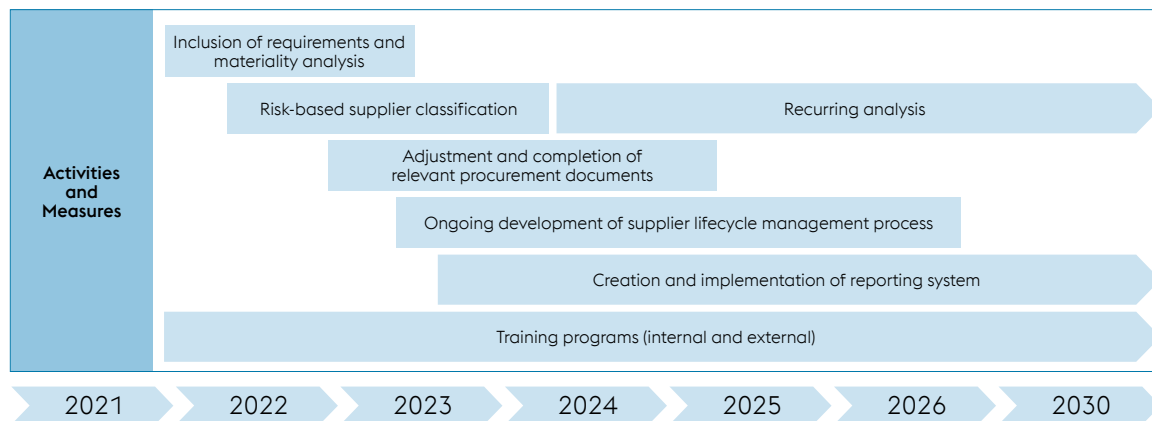 Activities
and
Measures
Inclusion of requirements and
materiality analysis
Risk-based supplier classification
Recurring analysis
Adjustment and completion of
relevant procurement documents
Ongoing development of supplier lifecycle management process
Creation and implementation of reporting system
Training programs (internal and external)
2021
2022
2023
2024
2025
2026
2030